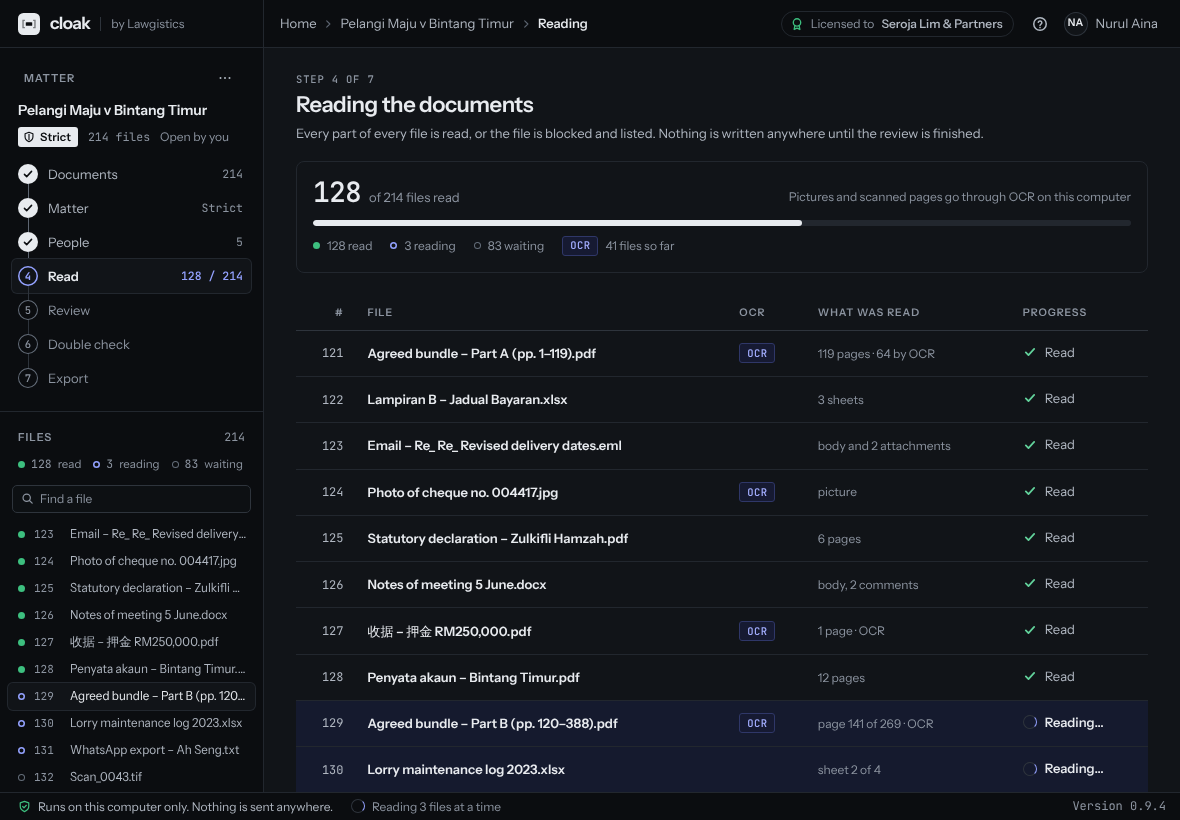 cloak by Lawgistics
Home Pelangi Maju v Bintang Timur Reading
Licensed to Seroja Lim & Partners
NA Nurul Aina
MATTER
Pelangi Maju v Bintang Timur
Strict 214 files Open by you
Documents 214
Matter Strict
People 5
4 Read 128 / 214
5 Review
6 Double check
7 Export
FILES 214
128 read 3 reading 83 waiting
Find a file
123 Email – Re_ Re_ Revised delivery...
124 Photo of cheque no. 004417.jpg
125 Statutory declaration – Zulkifli ...
126 Notes of meeting 5 June.docx
127 收据 – 押金 RM250,000.pdf
128 Penyata akaun – Bintang Timur....
129 Agreed bundle – Part B (pp. 120...
130 Lorry maintenance log 2023.xlsx
131 WhatsApp export – Ah Seng.txt
132 Scan_0043.tif
STEP 4 OF 7
Reading the documents
Every part of every file is read, or the file is blocked and listed. Nothing is written anywhere until the review is finished.
128 of 214 files read
Pictures and scanned pages go through OCR on this computer
128 read 3 reading 83 waiting OCR 41 files so far
# FILE OCR WHAT WAS READ PROGRESS
121 Agreed bundle – Part A (pp. 1–119).pdf OCR 119 pages · 64 by OCR Read
122 Lampiran B – Jadual Bayaran.xlsx 3 sheets Read
123 Email – Re_ Re_ Revised delivery dates.eml body and 2 attachments Read
124 Photo of cheque no. 004417.jpg OCR picture Read
125 Statutory declaration – Zulkifli Hamzah.pdf 6 pages Read
126 Notes of meeting 5 June.docx body, 2 comments Read
127 收据 – 押金 RM250,000.pdf OCR 1 page · OCR Read
128 Penyata akaun – Bintang Timur.pdf 12 pages Read
129 Agreed bundle – Part B (pp. 120–388).pdf OCR page 141 of 269 · OCR Reading...
130 Lorry maintenance log 2023.xlsx sheet 2 of 4 Reading...
Runs on this computer only. Nothing is sent anywhere. Reading 3 files at a time
Version 0.9.4